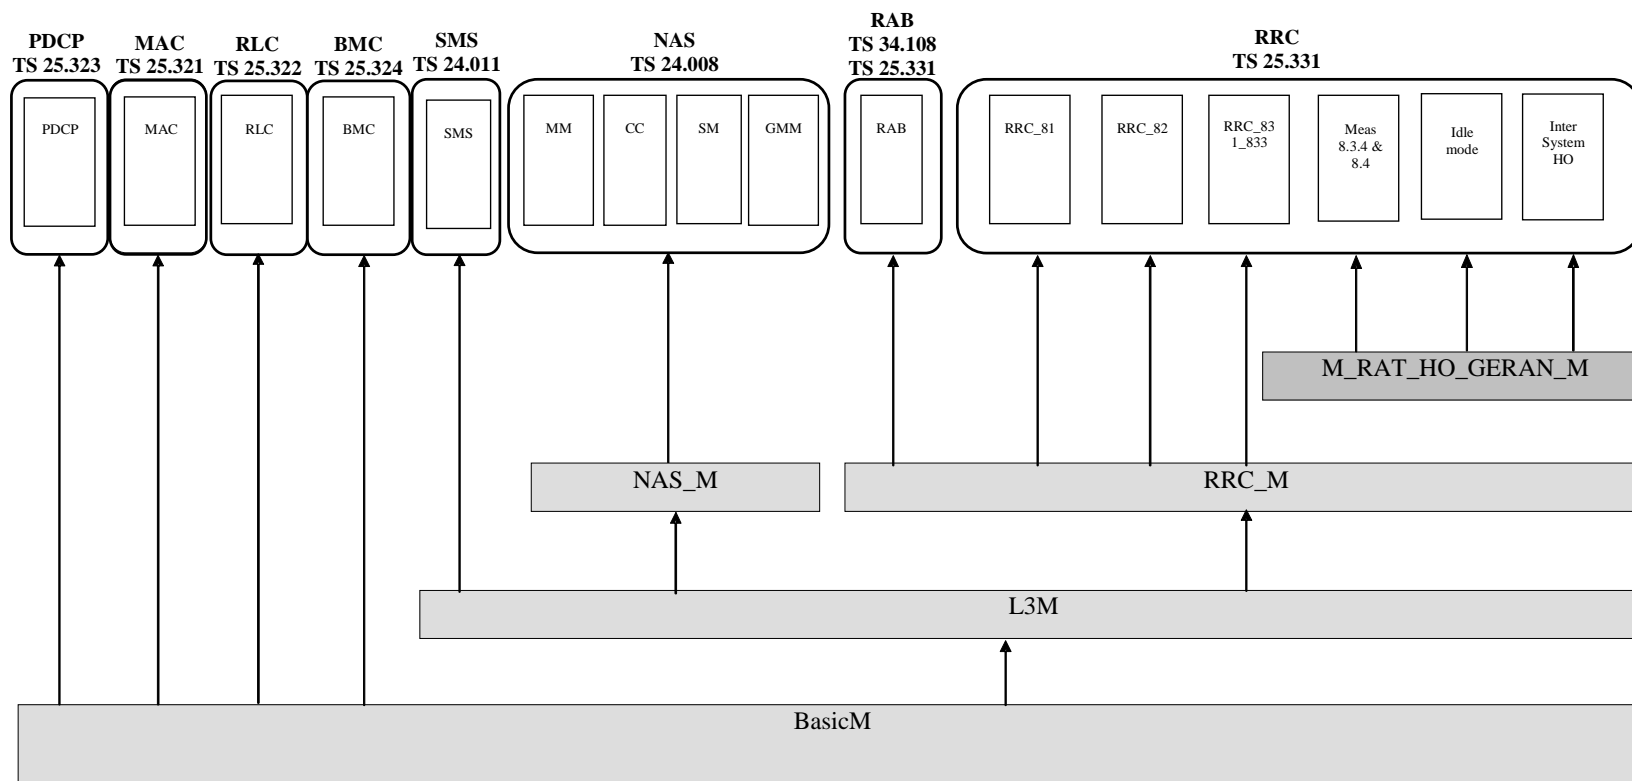 PDCP
TS 25.323
MAC
TS 25.321
RLC
TS 25.322
BMC
TS 25.324
SMS
TS 24.011
NAS
TS 24.008
RAB
TS 34.108
TS 25.331
RRC
TS 25.331
PDCP
MAC
RLC
BMC
SMS
MM
CC
SM
GMM
RAB
RRC_81
RRC_82
RRC_83
1_833
Meas
8.3.4 &
8.4
Idle
mode
Inter
System
HO
M_RAT_HO_GERAN_M
NAS_M
RRC_M
L3M
BasicM